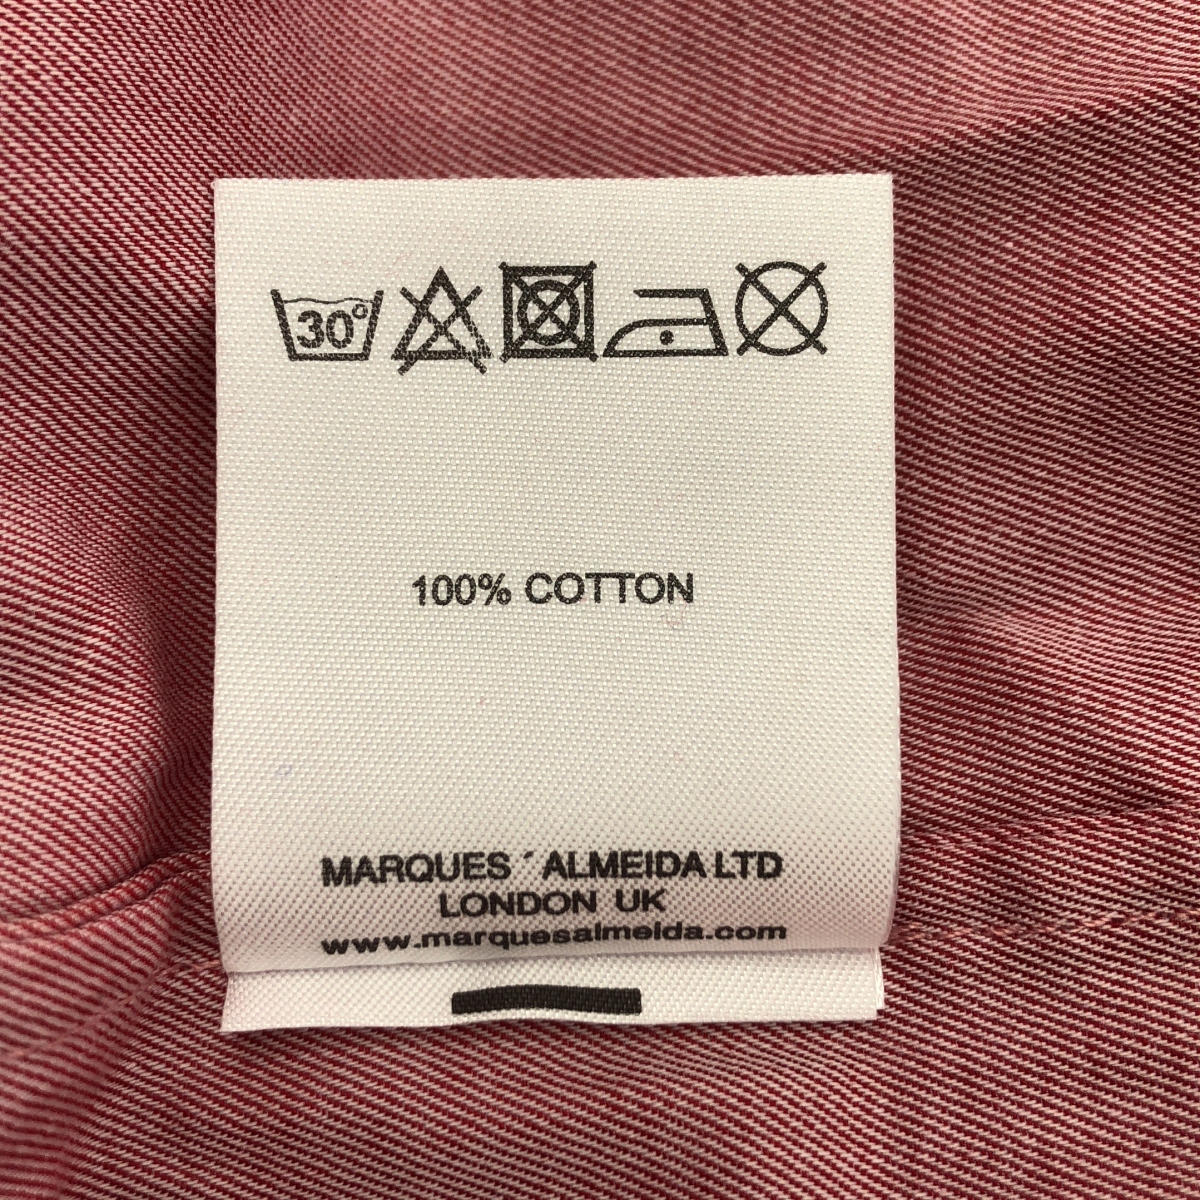 30°
100% COTTON
MARQUES ´ALMEIDA LTD
LONDON UK
www.marquesalmeida.com